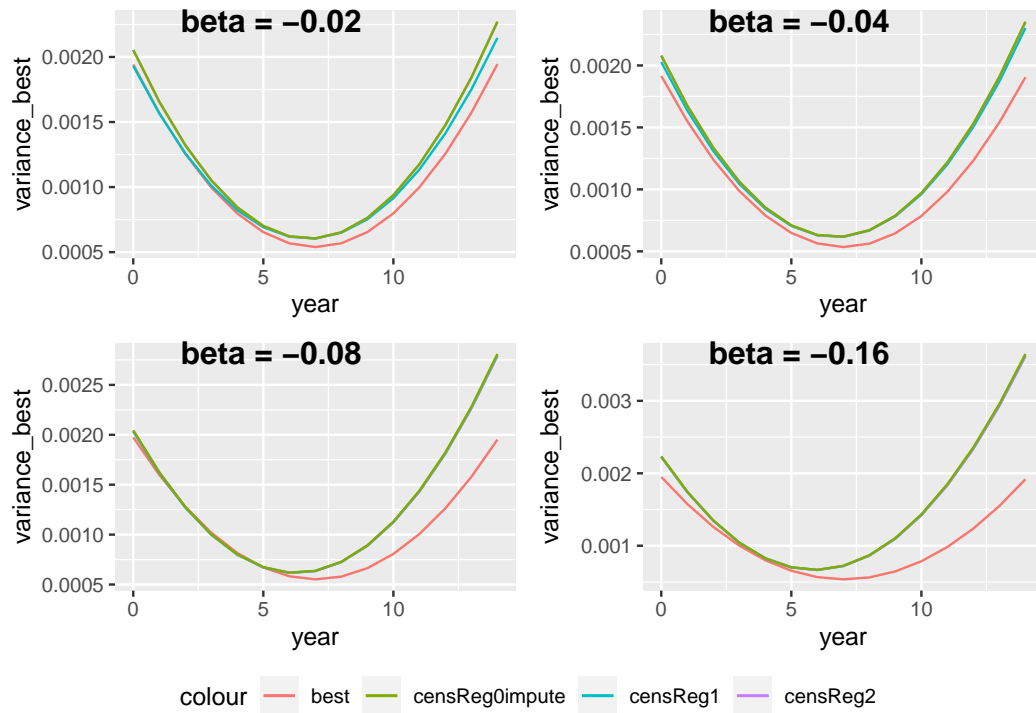 beta = −0.02
0.0020
0.0015
0.0010
0.0005
variance_best
0 5 10
year
beta = −0.04
0.0020
0.0015
0.0010
0.0005
variance_best
0 5 10
year
beta = −0.08
0.0025
0.0020
0.0015
0.0010
0.0005
variance_best
0 5 10
year
beta = −0.16
0.003
0.002
0.001
variance_best
0 5 10
year
colour best censReg0impute censReg1 censReg2